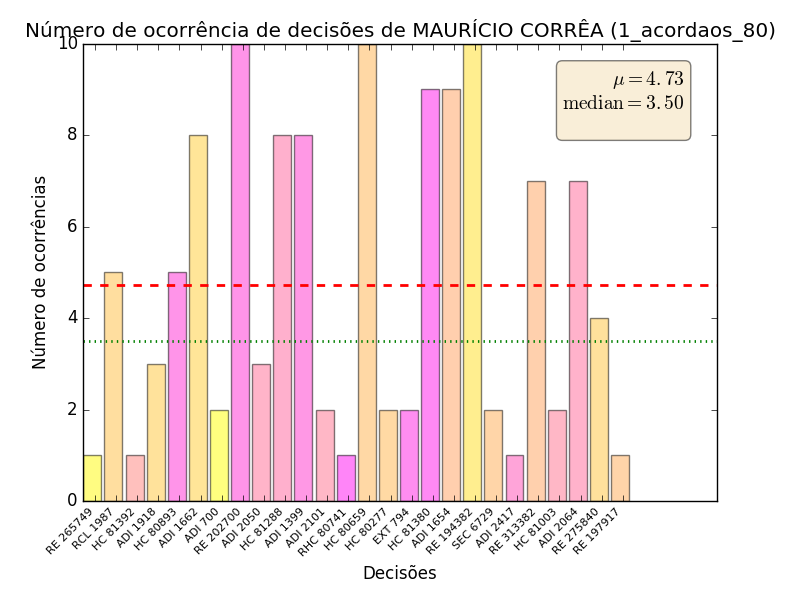 Número de ocorrência de decisões de MAURÍCIO CORRÊA (1_acordaos_80)
10
8
6
4
2
0
Número de ocorrências
μ = 4.73
median = 3.50
RE 265749
RCL 1987
HC 81392
ADI 1918
HC 80893
ADI 1662
ADI 700
RE 202700
ADI 2050
HC 81288
ADI 1399
ADI 2101
RHC 80741
HC 80659
HC 80277
EXT 794
HC 81380
ADI 1654
RE 194382
SEC 6729
ADI 2417
RE 313382
HC 81003
ADI 2064
RE 275840
RE 197917
Decisões